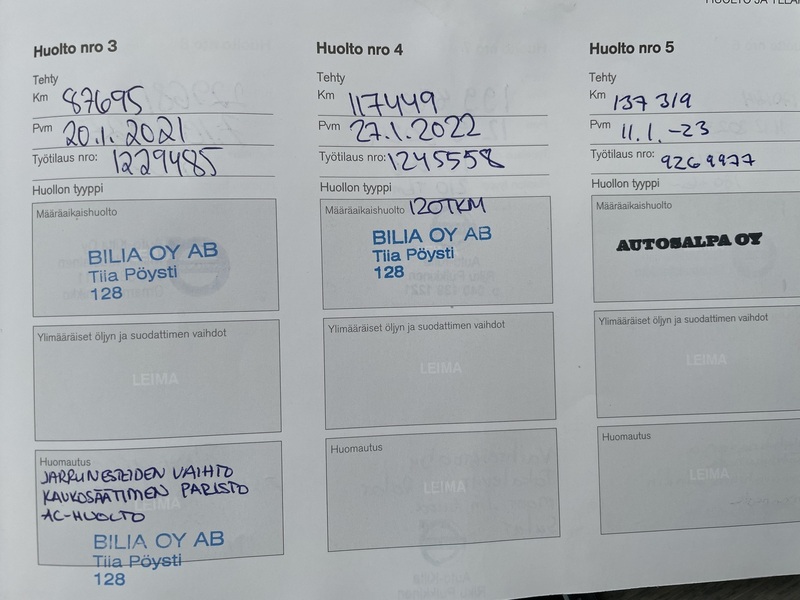 Huolto nro 3
Tehty
Km 87695
Pvm 20.1.2021
Työtilaus nro: 1229485
Huollon tyyppi
Määräaikaishuolto
BILIA OY AB
Tiia Pöysti
128
Ylimääräiset öljyn ja suodattimen vaihdot
LEIMA
Huomautus
JARRUNESTEIDEN VAIHTO
KAUKOSÄÄTIMEN PARISTO
AC-HUOLTO
LEIMA
BILIA OY AB
Tiia Pöysti
128
Huolto nro 4
Tehty
Km 117449
Pvm 27.1.2022
Työtilaus nro: 1245558
Huollon tyyppi
Määräaikaishuolto 120TKM
BILIA OY AB
Tiia Pöysti
128
Ylimääräiset öljyn ja suodattimen vaihdot
LEIMA
Huomautus
LEIMA
Huolto nro 5
Tehty
Km 137 319
Pvm 11.1.-23
Työtilaus nro: 9269977
Huollon tyyppi
Määräaikaishuolto
AUTOSALPA OY
Ylimääräiset öljyn ja suodattimen vaihdot
LEIMA
Huomautus
LEIMA